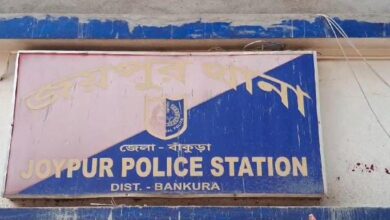 জয়পুর থানা
জেলা - বাঁকুড়া
JOYPUR POLICE STATION
DIST. - BANKURA